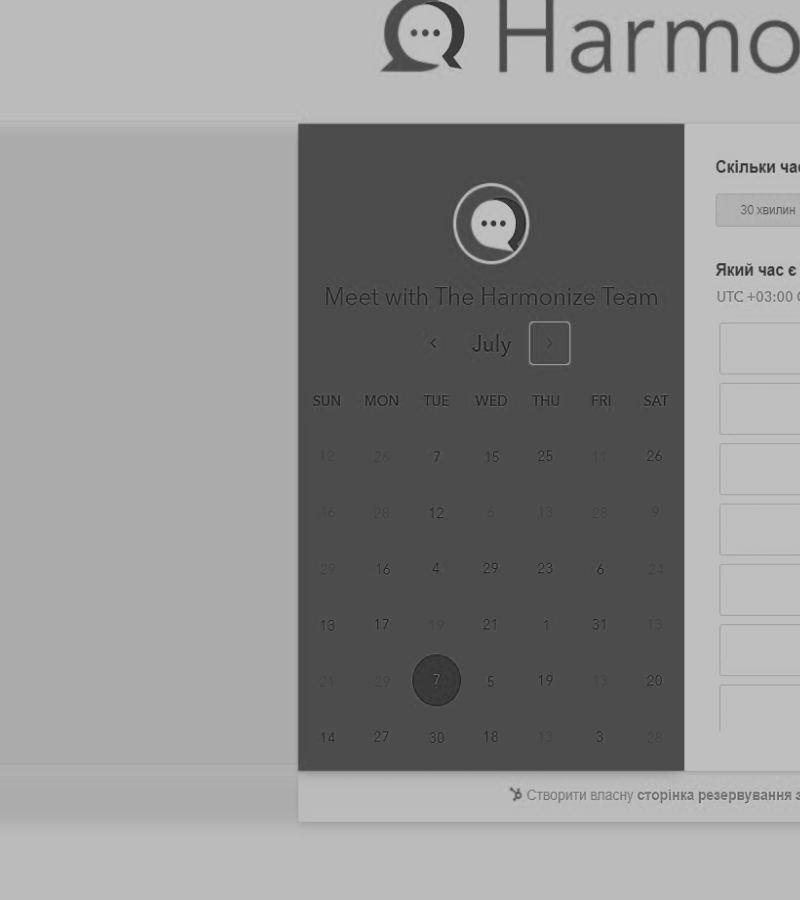 Harmo
Meet with The Harmonize Team
July
SUN MON TUE WED THU FRI SAT
12 26 7 15 25 11 26
16 28 12 6 13 28 9
29 16 4 29 23 6 24
13 17 19 21 1 31 13
21 29 7 5 19 13 20
14 27 30 18 13 3 28
Скільки час
30 хвилин
Який час є
UTC +03:00
Створити власну сторінка резервування з